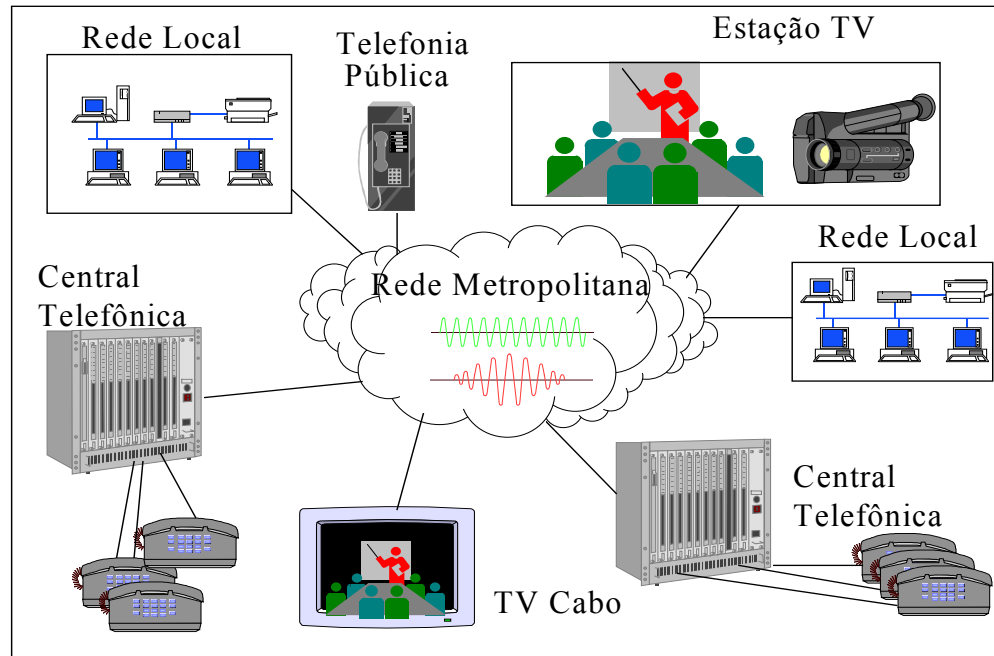 Rede Local
Telefonia
Pública
Estação TV
Rede Local
Central
Telefônica
Rede Metropolitana
Central
Telefônica
TV Cabo